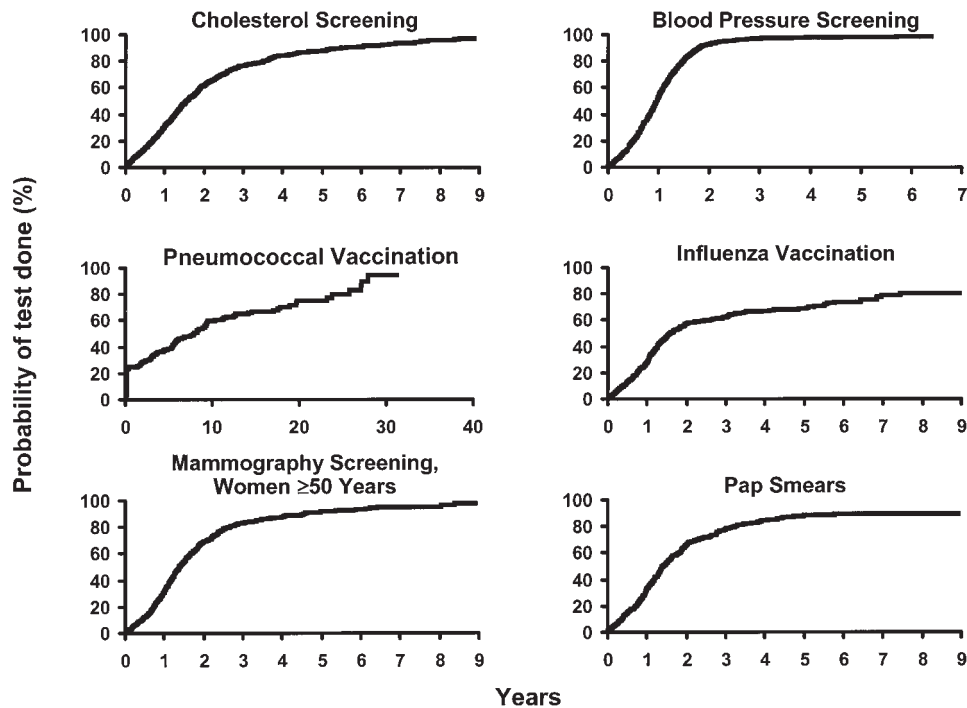 Probability of test done (%)
Cholesterol Screening
100
80
60
40
20
0
0 1 2 3 4 5 6 7 8 9
Blood Pressure Screening
100
80
60
40
20
0
0 1 2 3 4 5 6 7
Pneumococcal Vaccination
100
80
60
40
20
0
0 10 20 30 40
Influenza Vaccination
100
80
60
40
20
0
0 1 2 3 4 5 6 7 8 9
Mammography Screening,
Women ≥50 Years
100
80
60
40
20
0
0 1 2 3 4 5 6 7 8 9
Pap Smears
100
80
60
40
20
0
0 1 2 3 4 5 6 7 8 9
Years